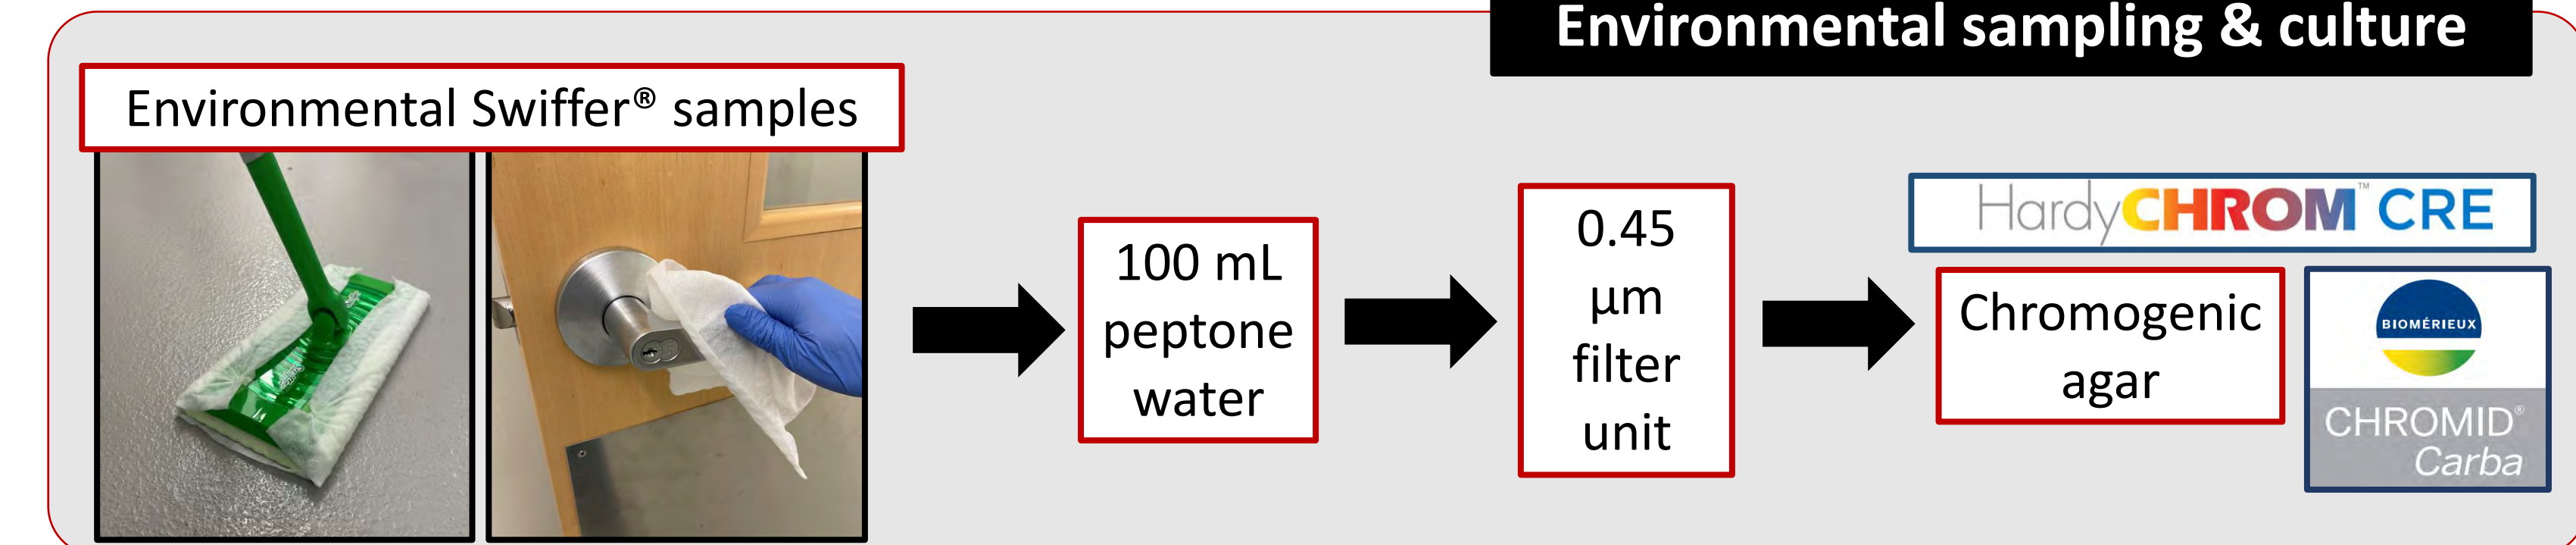 Environmental sampling & culture
Environmental Swiffer® samples
100 mL
peptone
water
0.45
µm
filter
unit
HardyCHROM™ CRE
Chromogenic
agar
BIOMÉRIEUX
CHROMID®
Carba
Swiffer